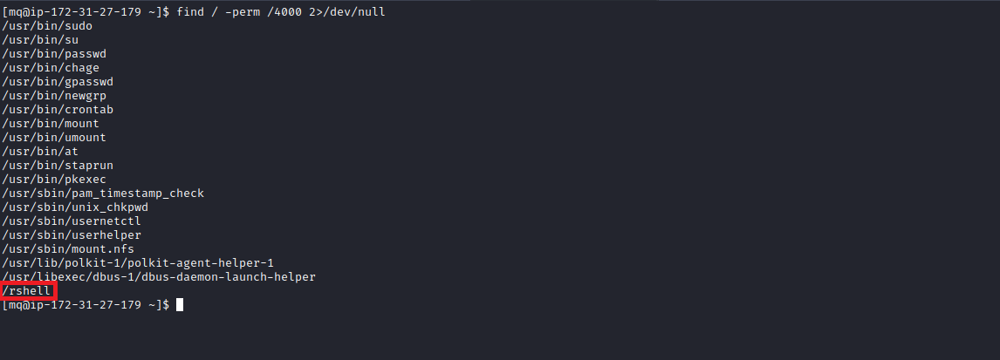 [mq@ip-172-31-27-179 ~]$ find / -perm /4000 2>/dev/null
/usr/bin/sudo
/usr/bin/su
/usr/bin/passwd
/usr/bin/chage
/usr/bin/gpasswd
/usr/bin/newgrp
/usr/bin/crontab
/usr/bin/mount
/usr/bin/umount
/usr/bin/at
/usr/bin/staprun
/usr/bin/pkexec
/usr/sbin/pam_timestamp_check
/usr/sbin/unix_chkpwd
/usr/sbin/usernetctl
/usr/sbin/userhelper
/usr/sbin/mount.nfs
/usr/lib/polkit-1/polkit-agent-helper-1
/usr/libexec/dbus-1/dbus-daemon-launch-helper
/rshell
[mq@ip-172-31-27-179 ~]$